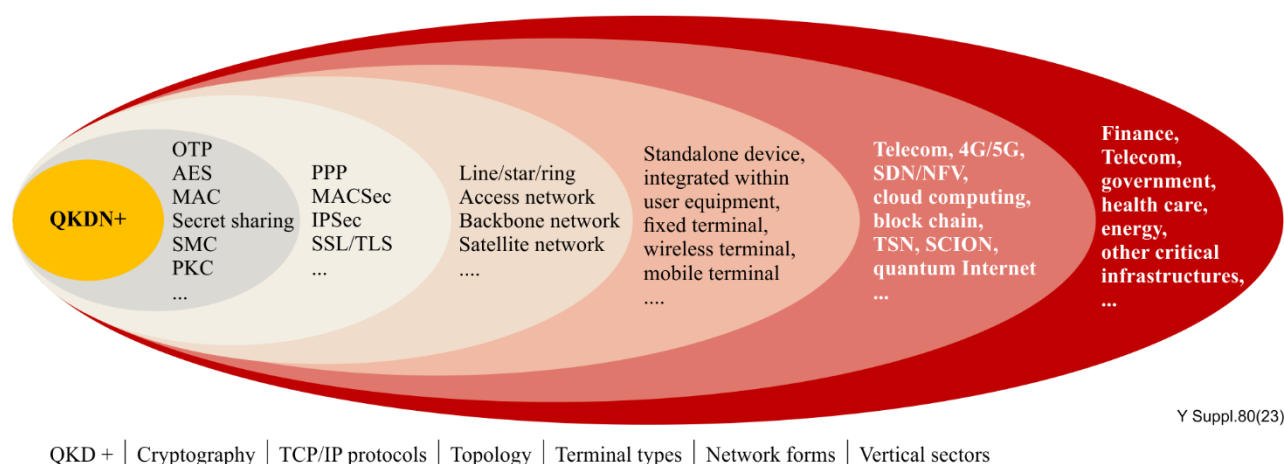 QKDN+
OTP
AES
MAC
Secret sharing
SMC
PKC
...
PPP
MACSec
IPSec
SSL/TLS
...
Line/star/ring
Access network
Backbone network
Satellite network
....
Standalone device,
integrated within
user equipment,
fixed terminal,
wireless terminal,
mobile terminal
....
Telecom, 4G/5G,
SDN/NFV,
cloud computing,
block chain,
TSN, SCION,
quantum Internet
...
Finance,
Telecom,
government,
health care,
energy,
other critical
infrastructures,
...
Y Suppl.80(23)
QKD + | Cryptography | TCP/IP protocols | Topology | Terminal types | Network forms | Vertical sectors